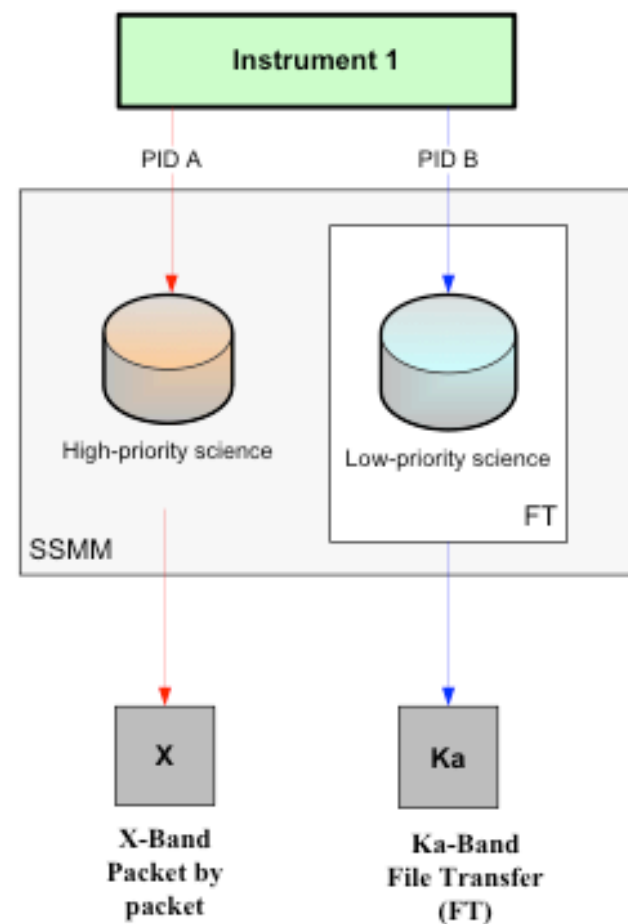 Instrument 1
PID A
PID B
High-priority science
Low-priority science
FT
SSMM
X
Ka
X-Band
Packet by
packet
Ka-Band
File Transfer
(FT)